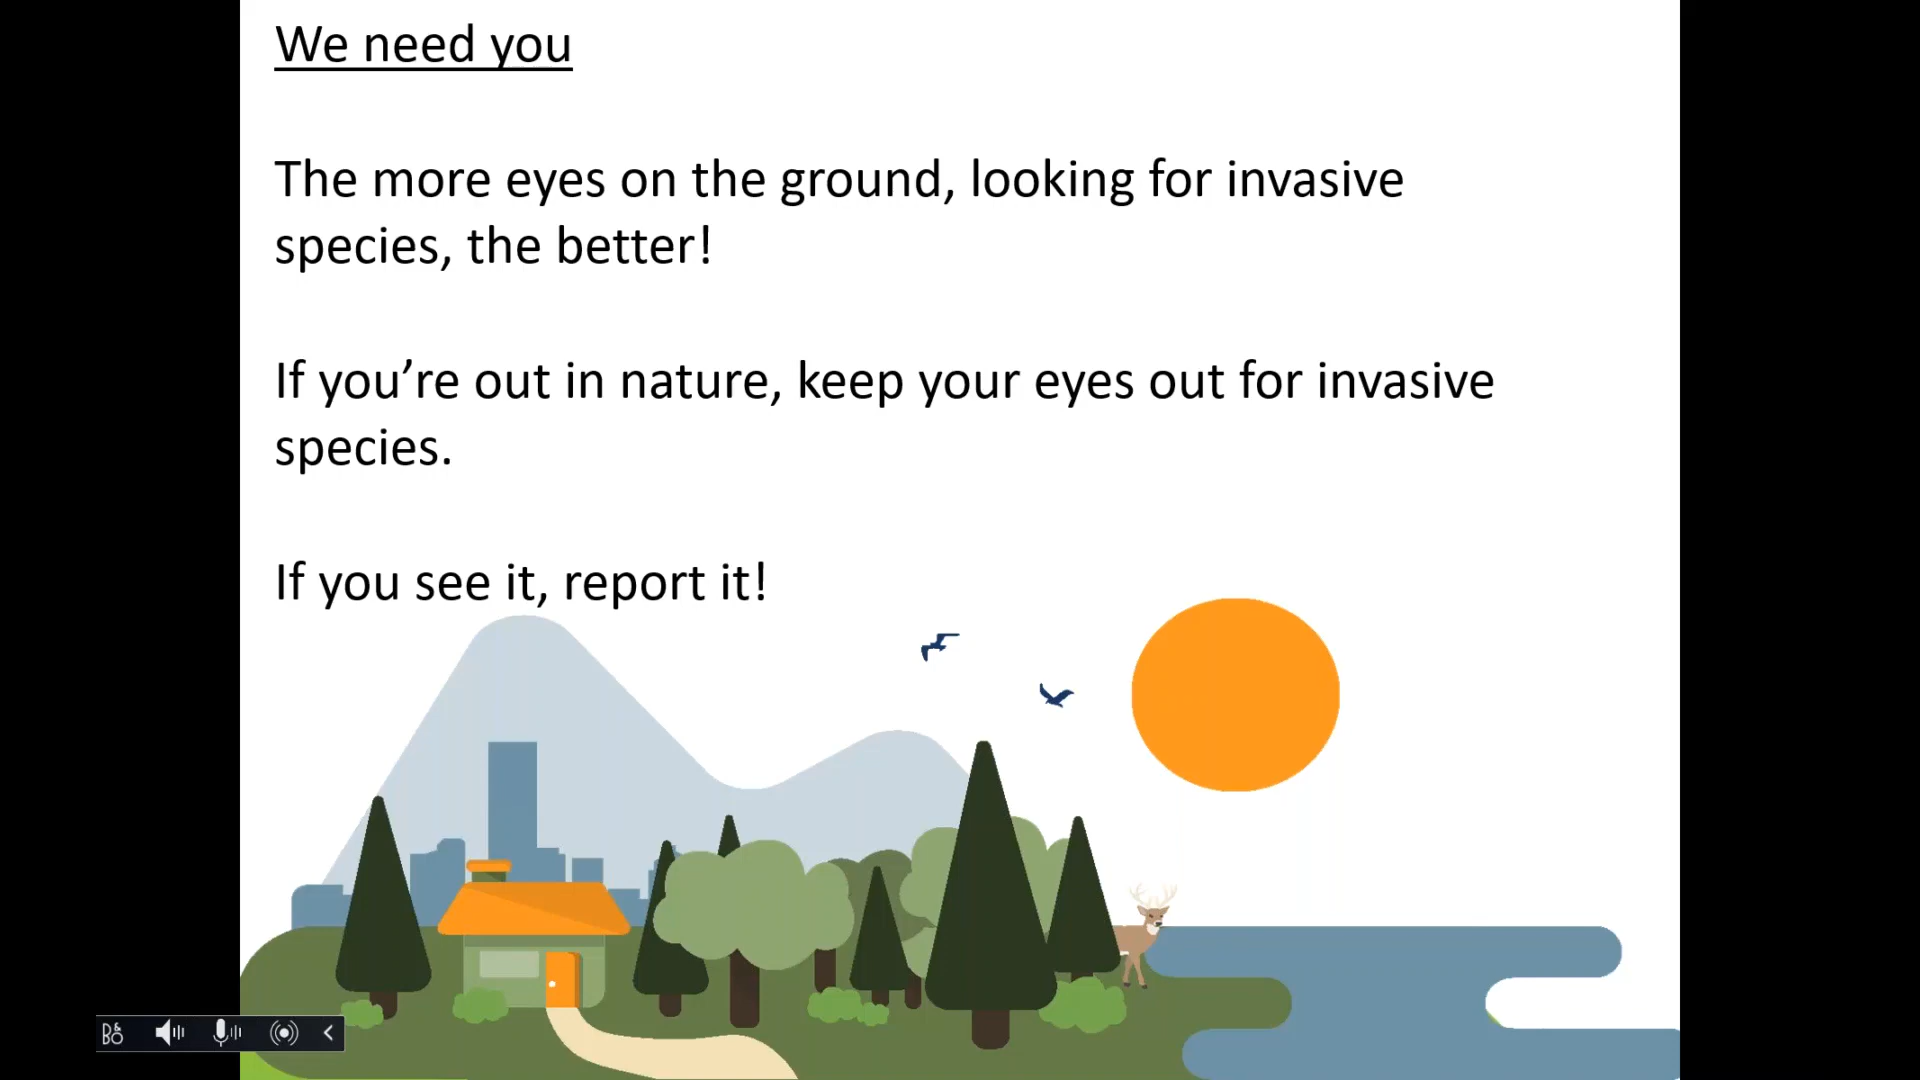 We need you
The more eyes on the ground, looking for invasive
species, the better!
If you’re out in nature, keep your eyes out for invasive
species.
If you see it, report it!
B&O